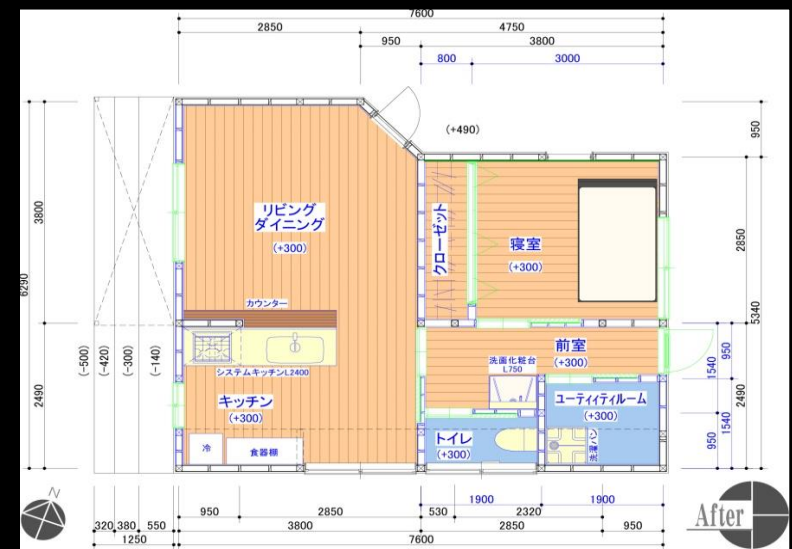 7600
2850
4750
950
3800
800
3000
(+490)
950
3800
6290
2490
リビング
ダイニング
(+300)
クローゼット
寝室
(+300)
2850
5340
カウンター
(-500)
(-420)
(-300)
(-140)
システムキッチンL2400
キッチン
(+300)
洗面化粧台
L750
前室
(+300)
ユーティィティルーム
(+300)
1540
950
2490
950
1540
冷
食器棚
トイレ
(+300)
洗濯パン
N
1900
1900
950
2850
530
2320
320
380
550
3800
2850
950
1250
7600
After